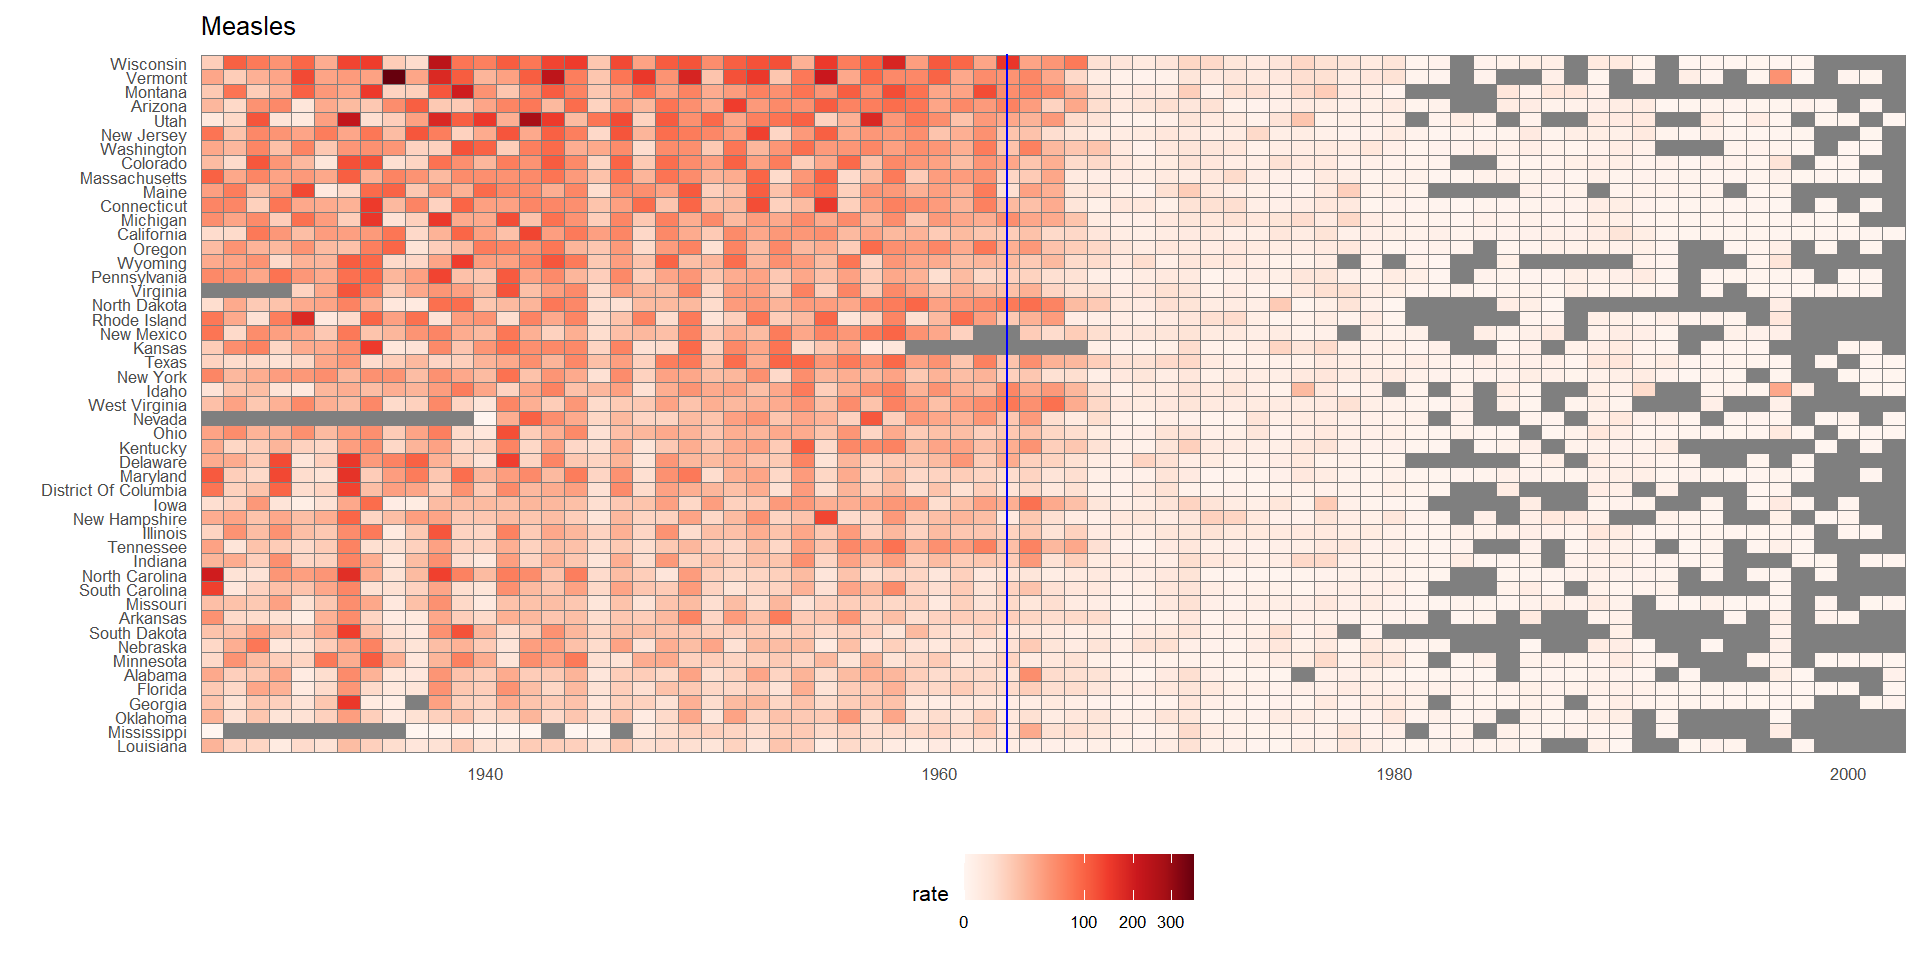 Measles
Wisconsin
Vermont
Montana
Arizona
Utah
New Jersey
Washington
Colorado
Massachusetts
Maine
Connecticut
Michigan
California
Oregon
Wyoming
Pennsylvania
Virginia
North Dakota
Rhode Island
New Mexico
Kansas
Texas
New York
Idaho
West Virginia
Nevada
Ohio
Kentucky
Delaware
Maryland
District Of Columbia
Iowa
New Hampshire
Illinois
Tennessee
Indiana
North Carolina
South Carolina
Missouri
Arkansas
South Dakota
Nebraska
Minnesota
Alabama
Florida
Georgia
Oklahoma
Mississippi
Louisiana
1940 1960 1980 2000
rate
0 100 200 300